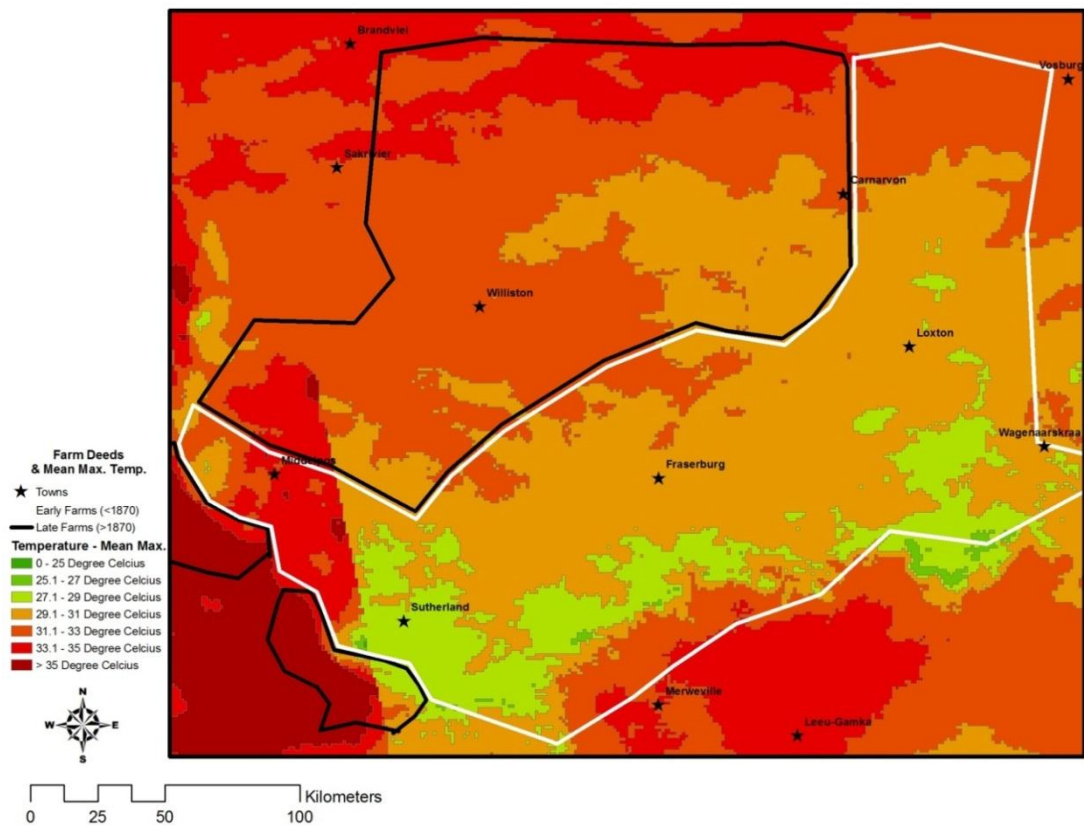 Brandvlei
Vosburg
Sakrivier
Carnarvon
Williston
Loxton
Wagenaarskraa
Middelpos
Fraserburg
Sutherland
Merweville
Leeu-Gamka
Farm Deeds
& Mean Max. Temp.
Towns
Early Farms (<1870)
Late Farms (>1870)
Temperature - Mean Max.
0 - 25 Degree Celcius
25.1 - 27 Degree Celcius
27.1 - 29 Degree Celcius
29.1 - 31 Degree Celcius
31.1 - 33 Degree Celcius
33.1 - 35 Degree Celcius
> 35 Degree Celcius
N
W E
S
Kilometers
0 25 50 100